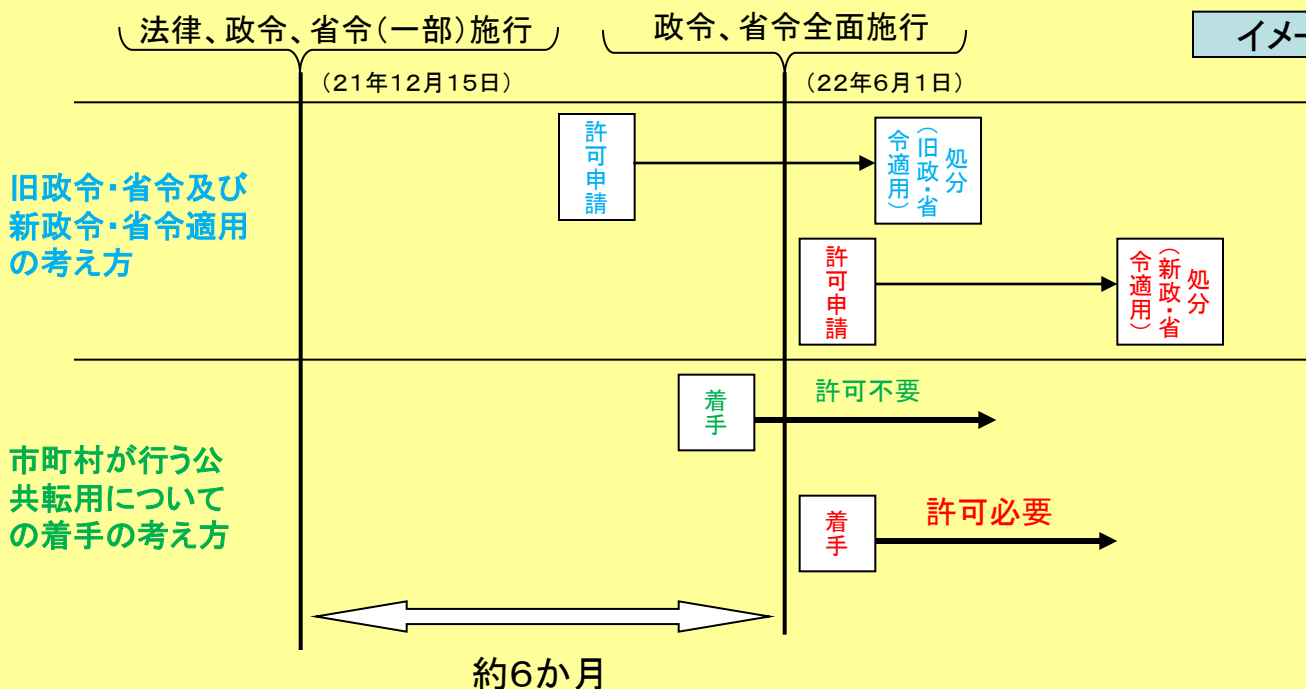 法律、政令、省令(一部)施行
政令、省令全面施行
イメー
(21年12月15日)
(22年6月1日)
旧政令・省令及び
新政令・省令適用
の考え方
許可申請
処分
(旧政・省
令適用)
許可申請
処分
(新政・省
令適用)
市町村が行う公
共転用について
の着手の考え方
着手
許可不要
着手
許可必要
約6か月